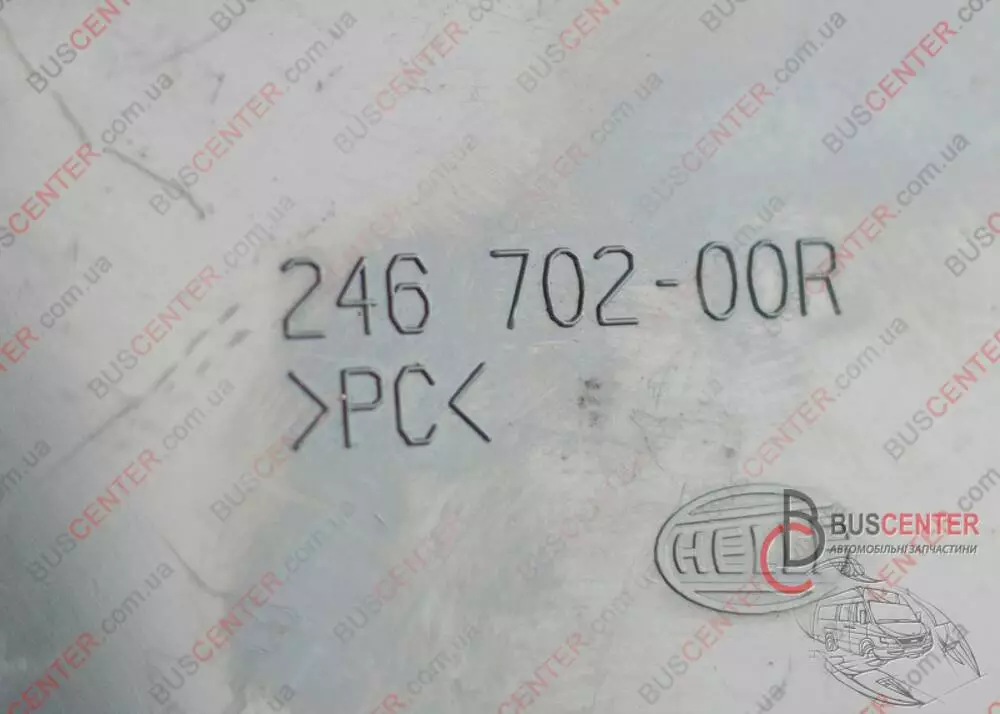 246 702-00R
>PC<
HELLA
BUSCENTER
АВТОМОБІЛЬНІ ЗАПЧАСТИНИ
BUSCENTER.com.ua